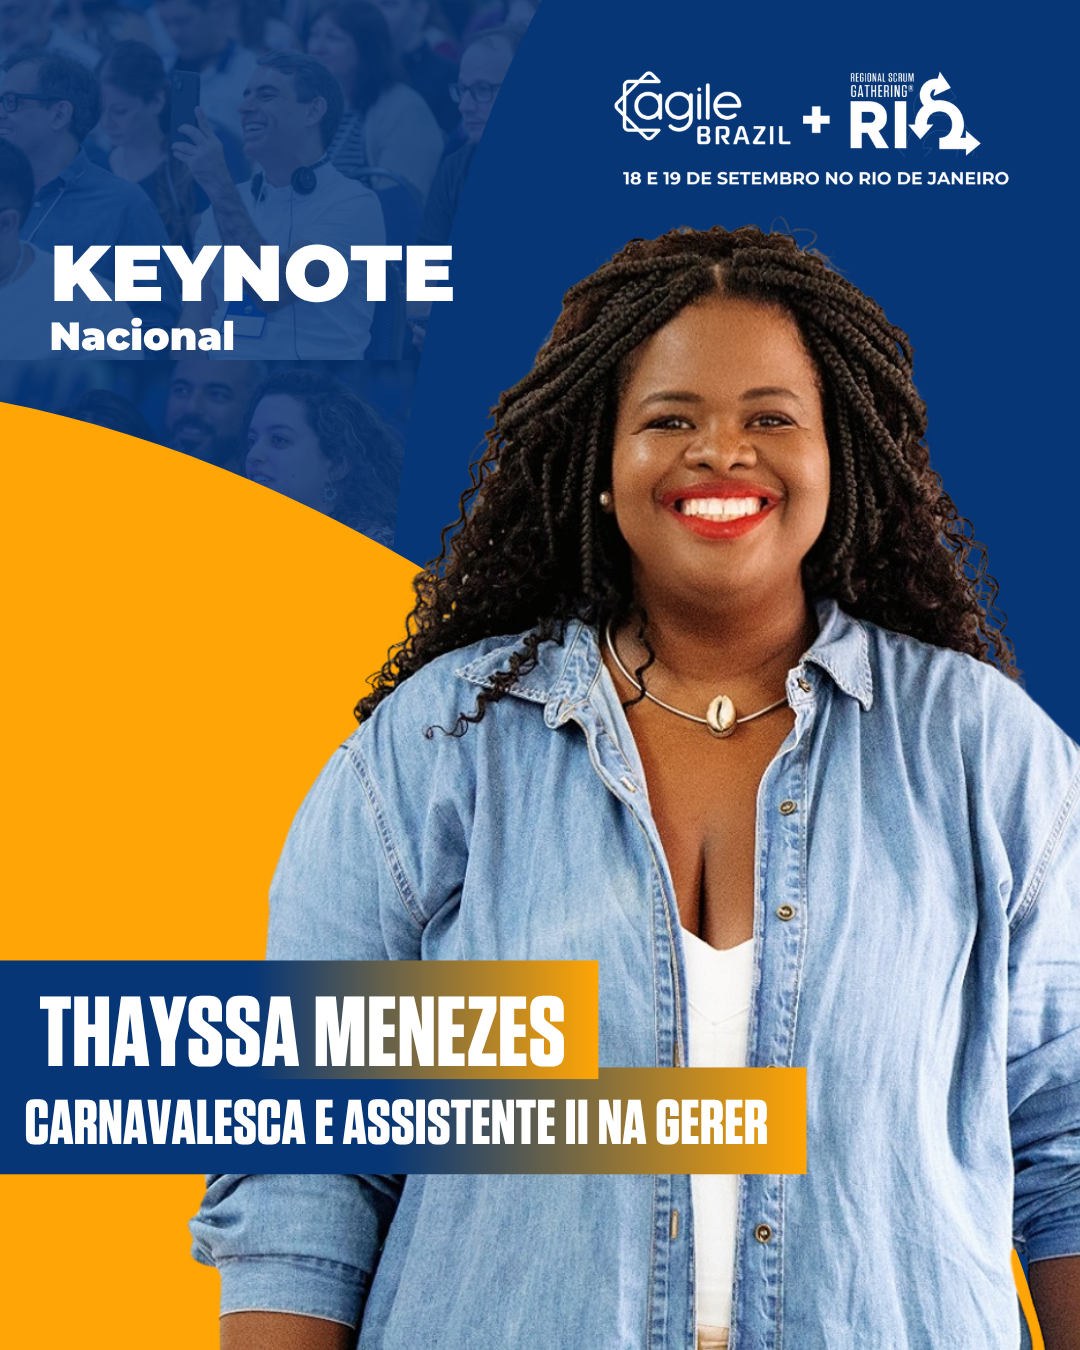 agile
BRAZIL
+
REGIONAL SCRUM
GATHERING®
RIO
18 E 19 DE SETEMBRO NO RIO DE JANEIRO
KEYNOTE
Nacional
THAYSSA MENEZES
CARNAVALESCA E ASSISTENTE II NA GERER